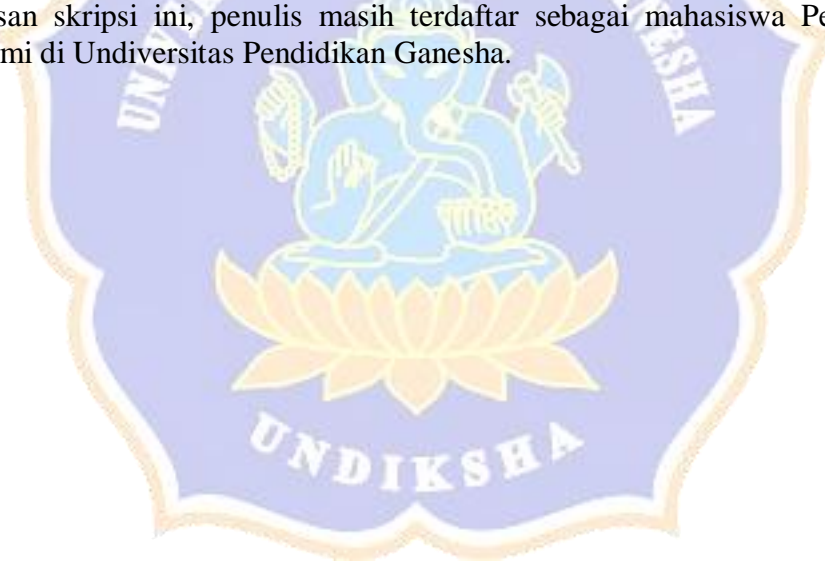 san skripsi ini, penulis masih terdaftar sebagai mahasiswa Pe
mi di Undiversitas Pendidikan Ganesha.
UNDIKSHA